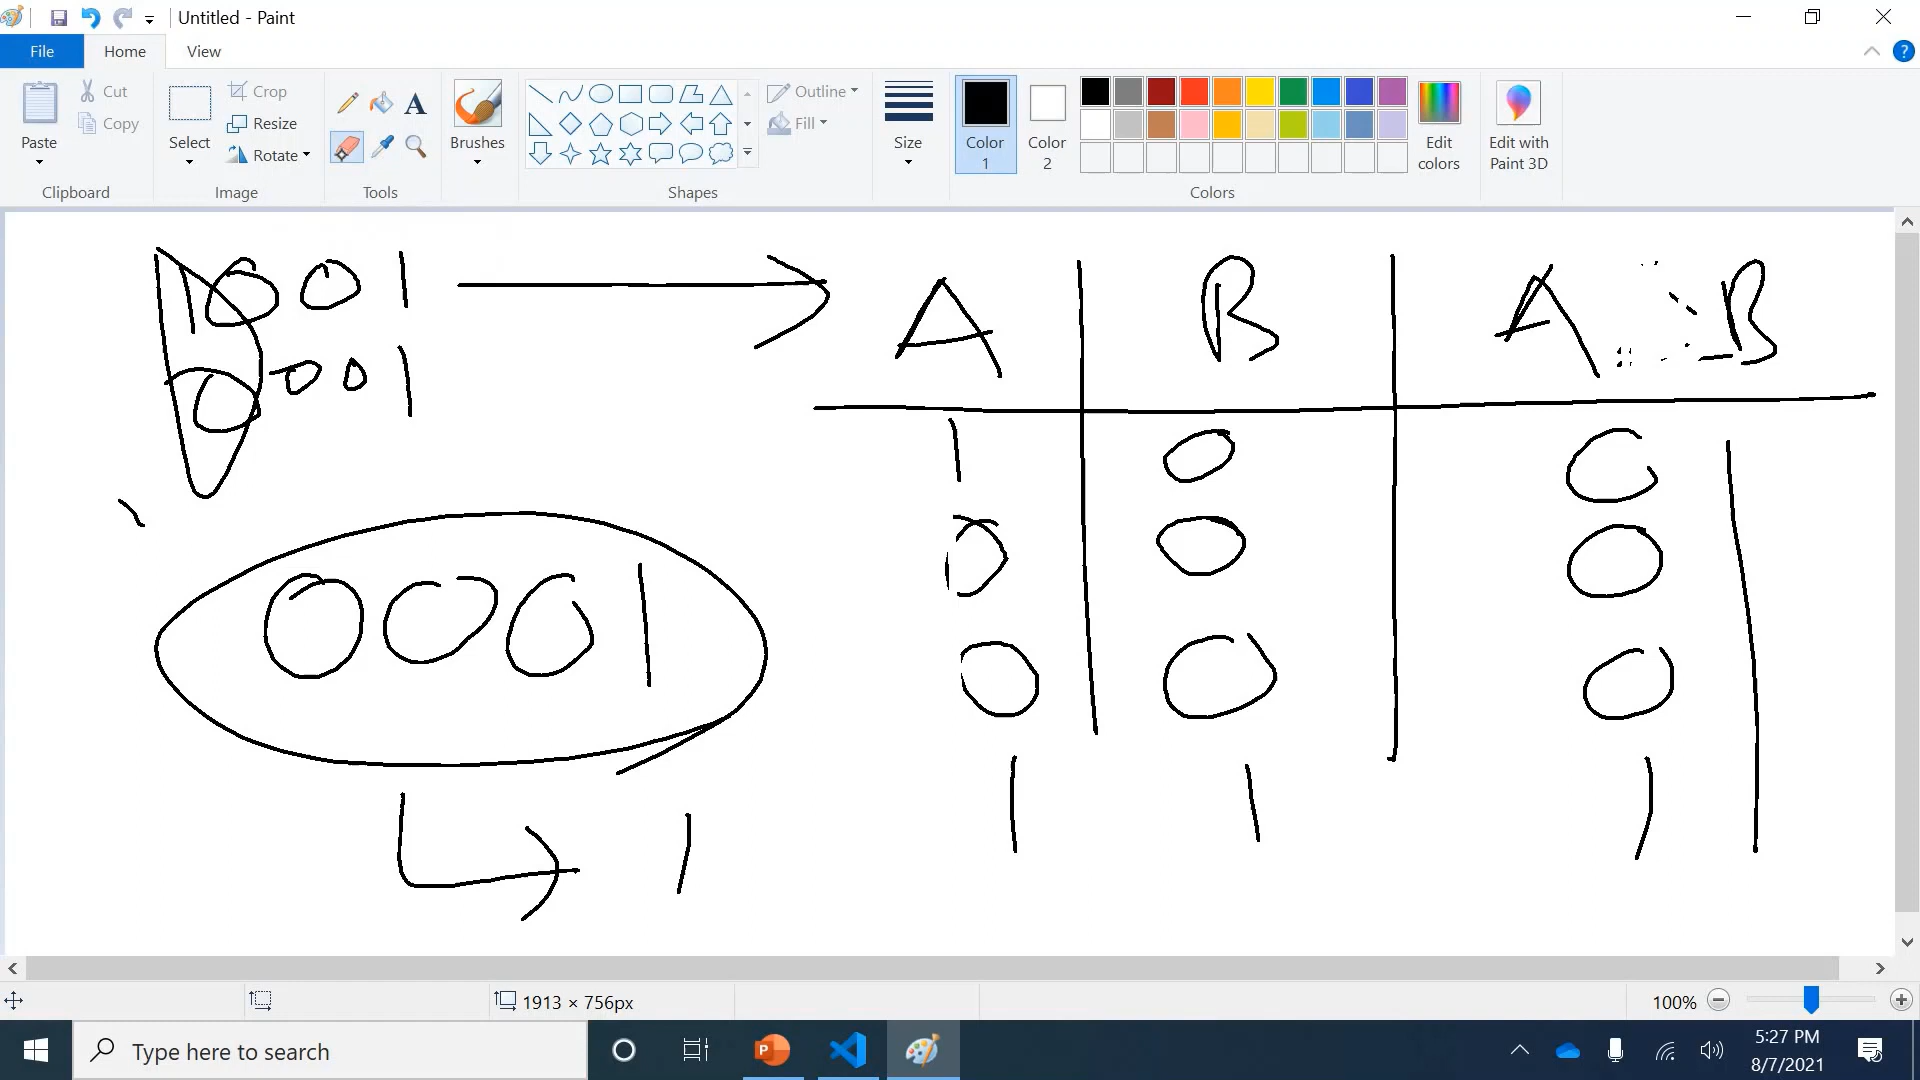 Untitled - Paint
File Home View
Paste
Cut
Copy
Clipboard
Select
Crop
Resize
Rotate
Image
Tools
Brushes
Shapes
Outline
Fill
Size
Color 1
Color 2
Colors
Edit colors
Edit with Paint 3D
1001
0001
0001
1
A B A B
1 0 0
0 0 0
0 0 0
1 1 1
1913 × 756px
100%
Type here to search
5:27 PM
8/7/2021